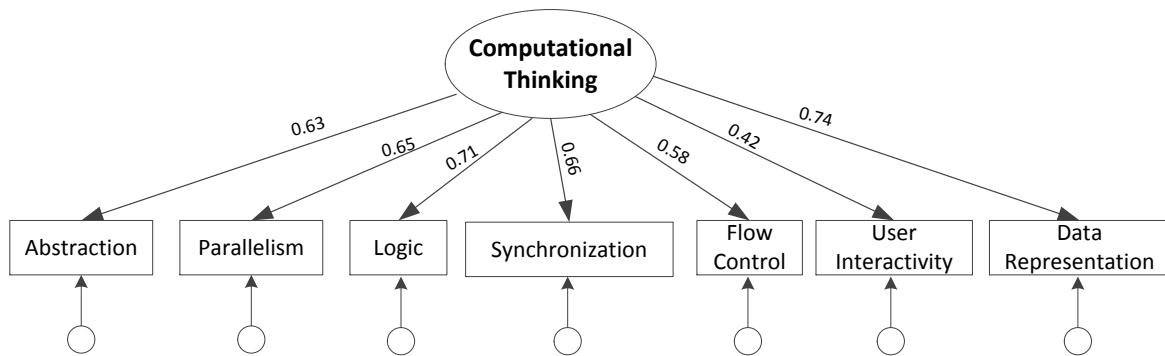 Computational
Thinking
0.63
0.65
0.71
0.66
0.58
0.42
0.74
Abstraction
Parallelism
Logic
Synchronization
Flow
Control
User
Interactivity
Data
Representation